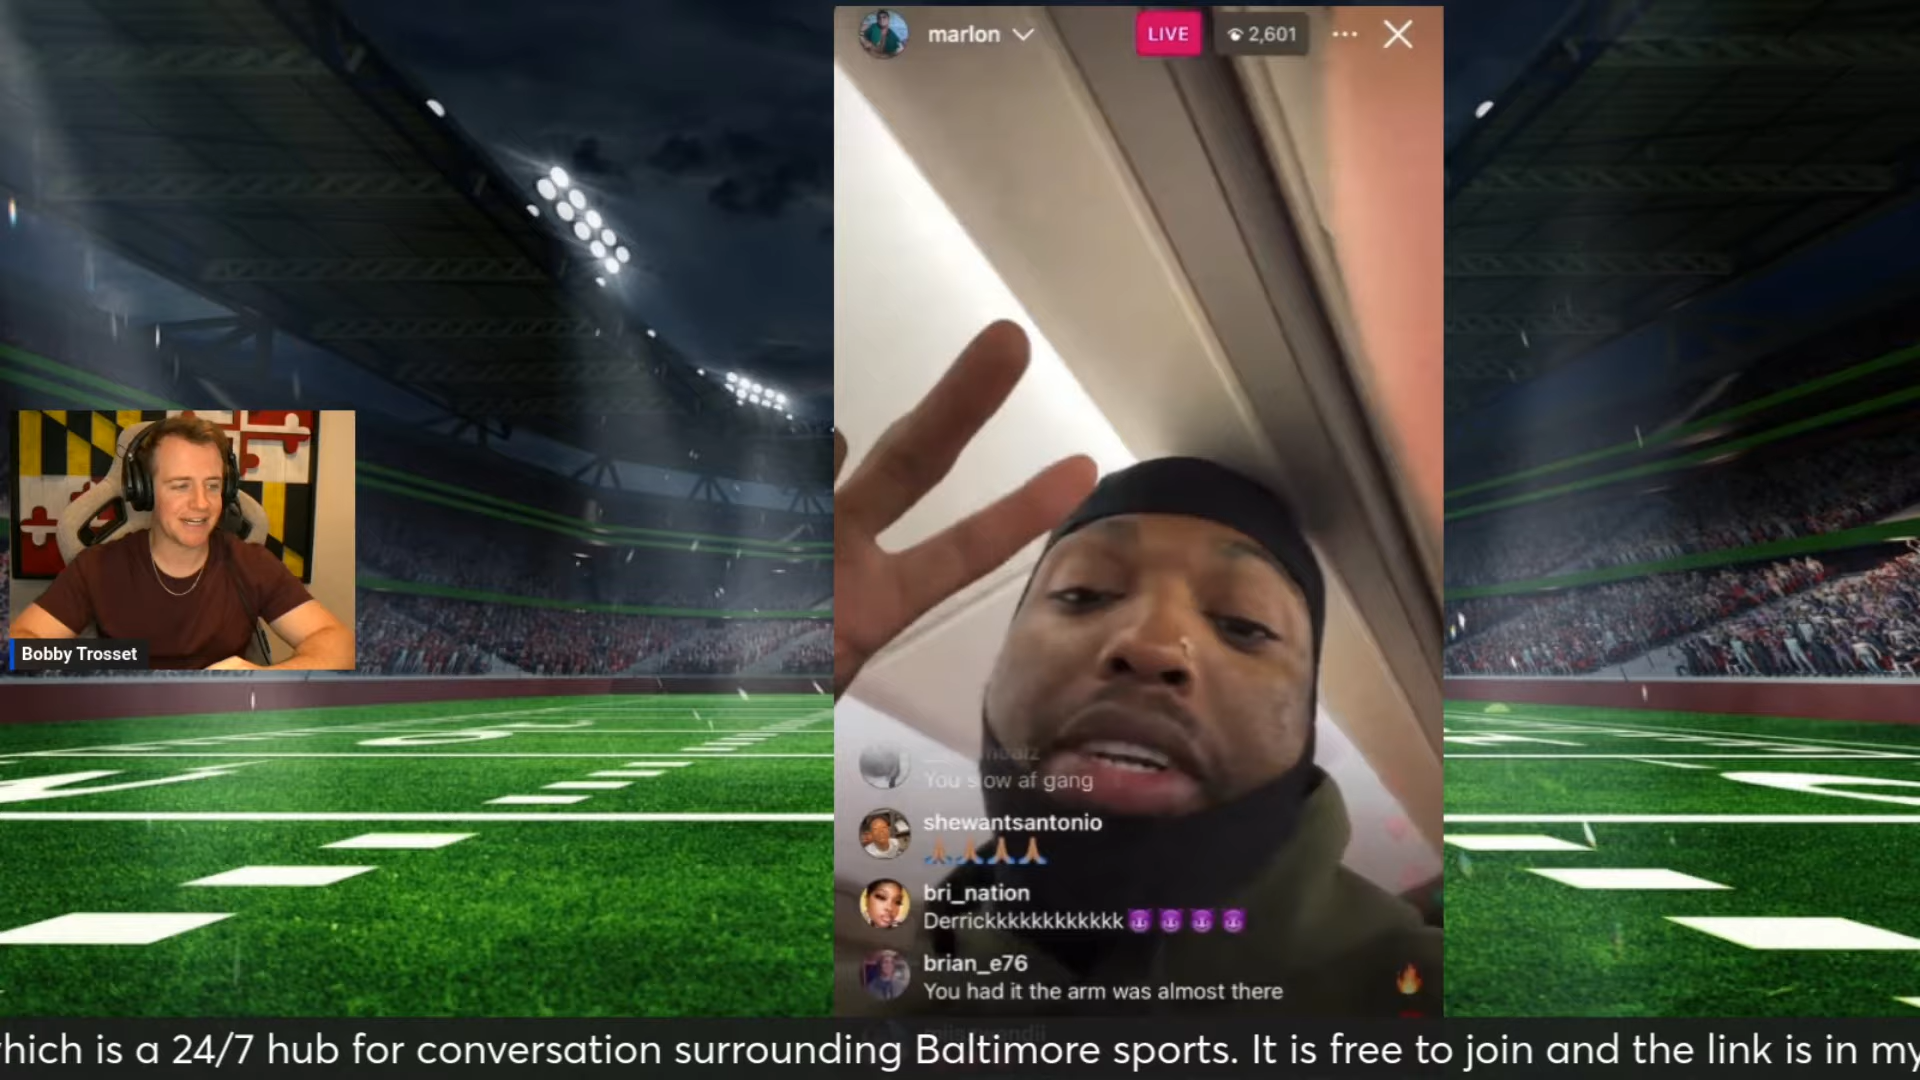 marlon
LIVE
2,601
You slow af gang
shewantsantonio
bri_nation
Derrickkkkkkkkkkkk
brian_e76
You had it the arm was almost there
Bobby Trosset
hich is a 24/7 hub for conversation surrounding Baltimore sports. It is free to join and the link is in my